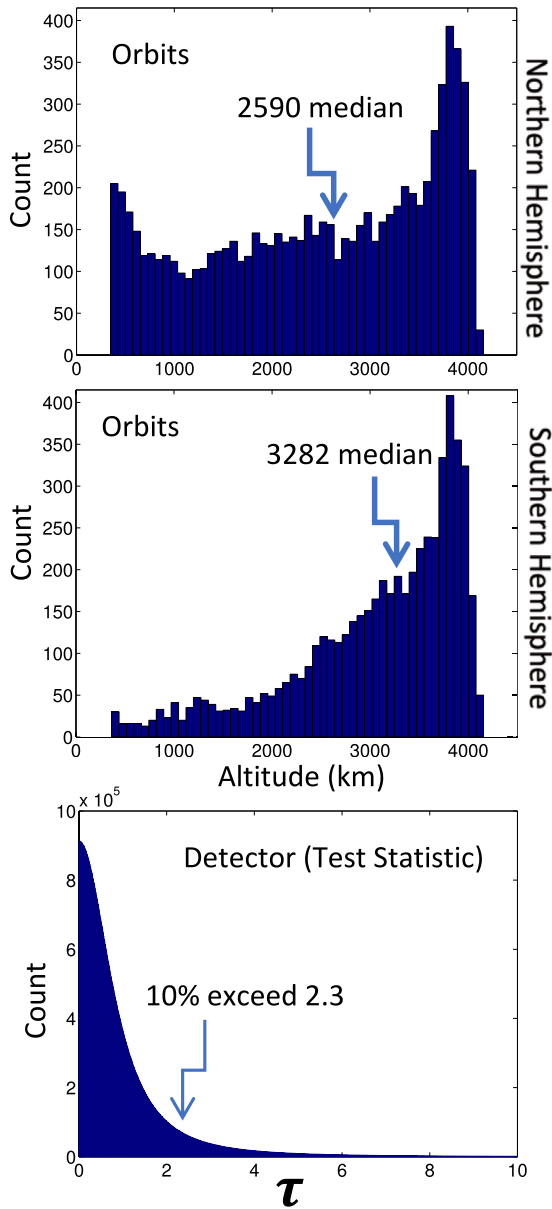 400
350
300
250
200
150
100
50
0
Count
Orbits
2590 median
0 1000 2000 3000 4000
Northern Hemisphere
400
350
300
250
200
150
100
50
0
Count
Orbits
3282 median
0 1000 2000 3000 4000
Altitude (km)
Southern Hemisphere
x 10⁵
10
8
6
4
2
0
Count
Detector (Test Statistic)
10% exceed 2.3
0 2 4 6 8 10
τ